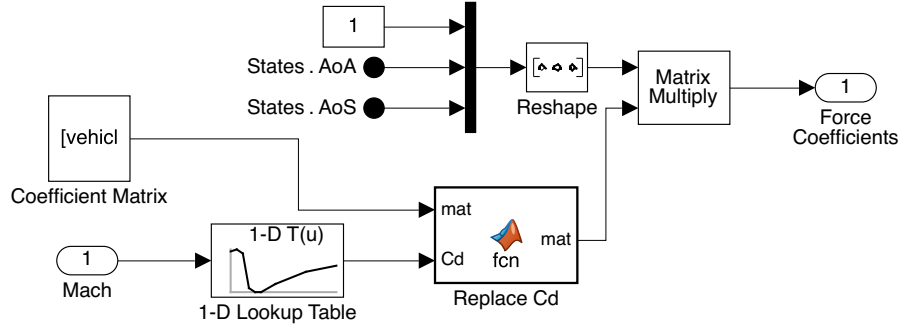 1
States . AoA
States . AoS
Reshape
Matrix
Multiply
1
Force
Coefficients
[vehicl
Coefficient Matrix
mat
Cd
fcn
mat
Replace Cd
1
Mach
1-D T(u)
1-D Lookup Table